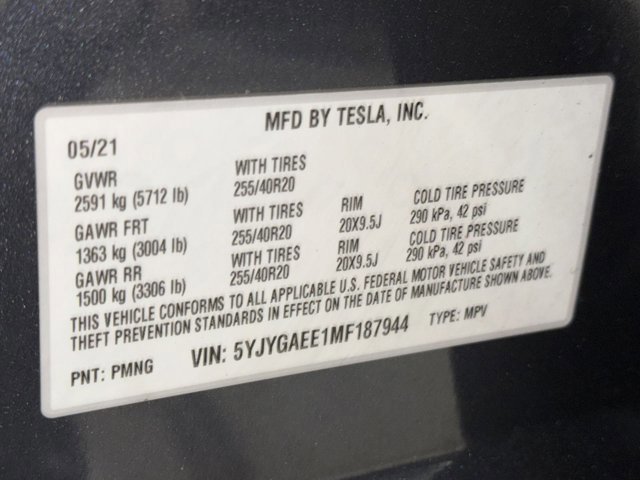 MFD BY TESLA, INC.
05/21
GVWR WITH TIRES
2591 kg (5712 lb) 255/40R20
GAWR FRT WITH TIRES RIM COLD TIRE PRESSURE
1363 kg (3004 lb) 255/40R20 20X9.5J 290 kPa, 42 psi
GAWR RR WITH TIRES RIM COLD TIRE PRESSURE
1500 kg (3306 lb) 255/40R20 20X9.5J 290 kPa, 42 psi
THIS VEHICLE CONFORMS TO ALL APPLICABLE U.S. FEDERAL MOTOR VEHICLE SAFETY AND
THEFT PREVENTION STANDARDS IN EFFECT ON THE DATE OF MANUFACTURE SHOWN ABOVE.
PNT: PMNG VIN: 5YJYGAEE1MF187944 TYPE: MPV